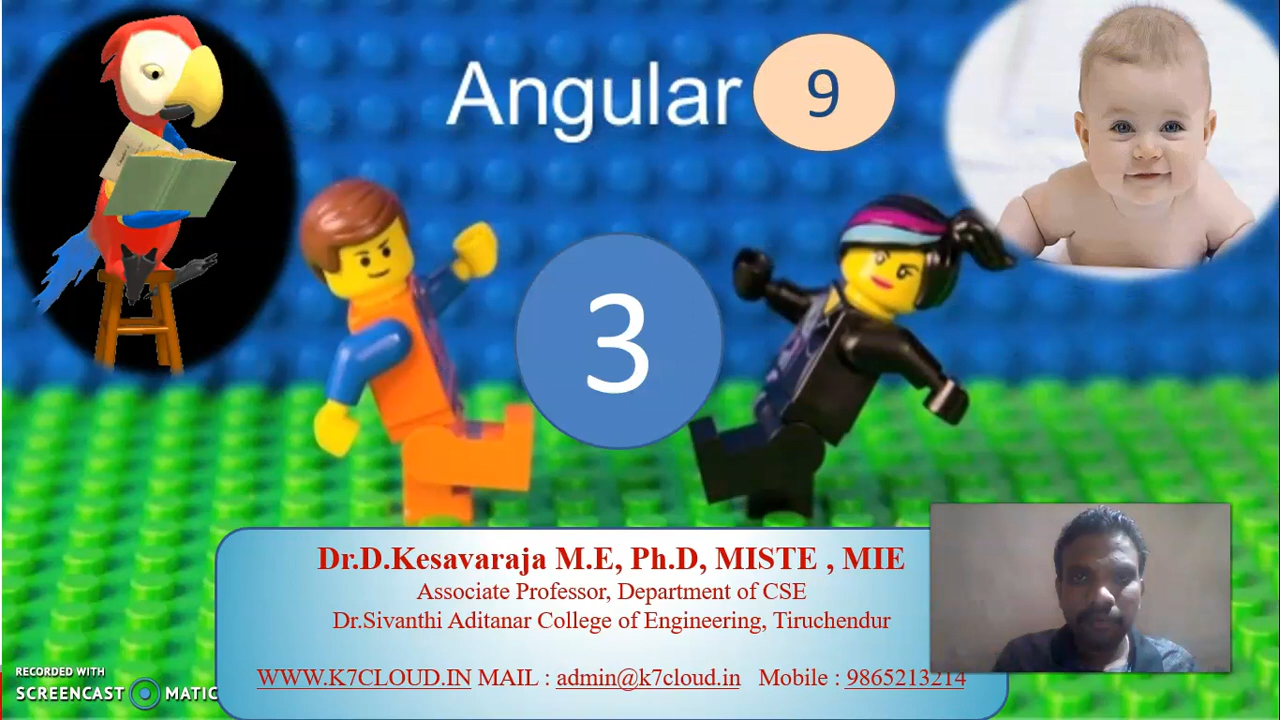 Angular 9
3
Dr.D.Kesavaraja M.E, Ph.D, MISTE , MIE
Associate Professor, Department of CSE
Dr.Sivanthi Aditanar College of Engineering, Tiruchendur
WWW.K7CLOUD.IN MAIL : admin@k7cloud.in Mobile : 9865213214
RECORDED WITH
SCREENCAST MATIC